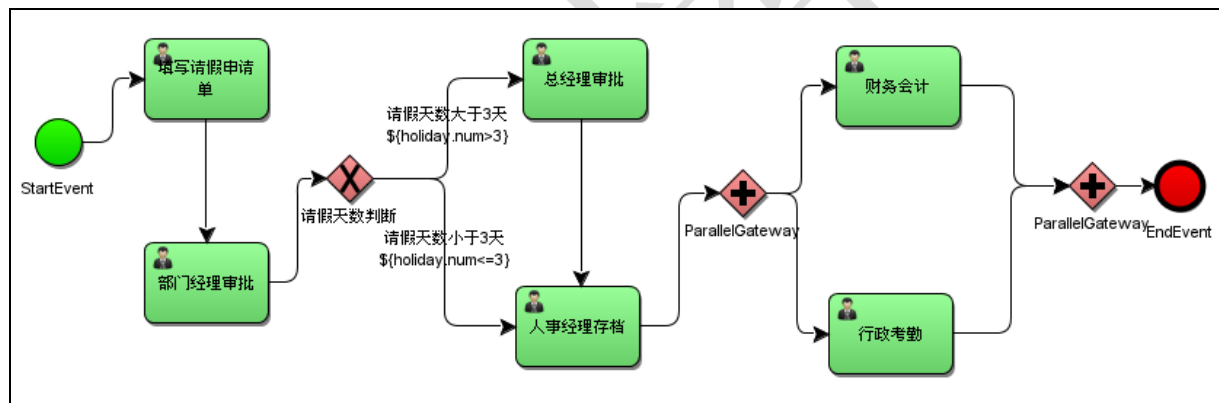 StartEvent
填写请假申请
单
部门经理审批
请假天数判断
请假天数大于3天
${holiday.num>3}
请假天数小于3天
${holiday.num<=3}
总经理审批
人事经理存档
ParallelGateway
财务会计
行政考勤
ParallelGateway
EndEvent